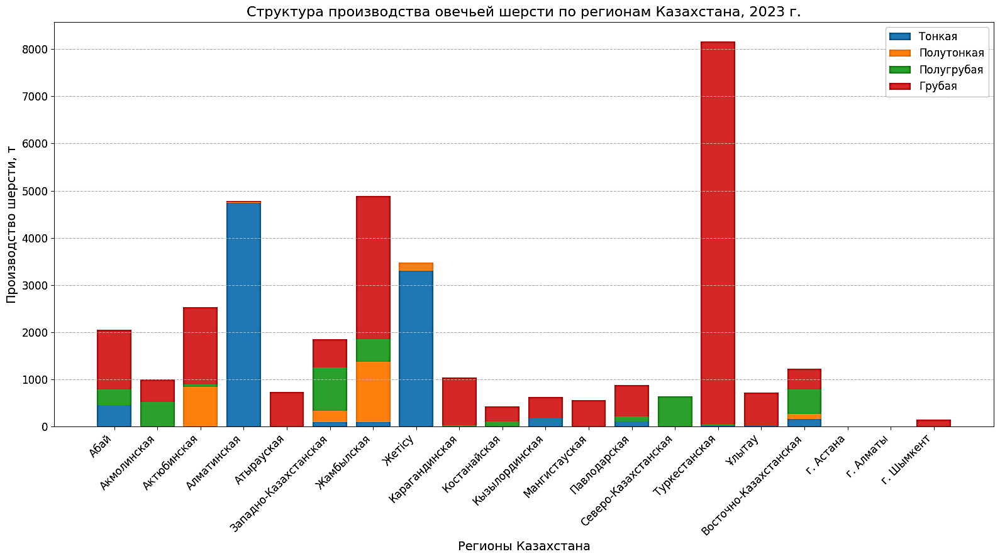 Структура производства овечьей шерсти по регионам Казахстана, 2023 г.
Тонкая
Полутонкая
Полугрубая
Грубая
Производство шерсти, т
8000
7000
6000
5000
4000
3000
2000
1000
0
Абай
Акмолинская
Актюбинская
Алматинская
Атырауская
Западно-Казахстанская
Жамбылская
Жетісу
Карагандинская
Костанайская
Кызылординская
Мангистауская
Павлодарская
Северо-Казахстанская
Туркестанская
Ұлытау
Восточно-Казахстанская
г. Астана
г. Алматы
г. Шымкент
Регионы Казахстана